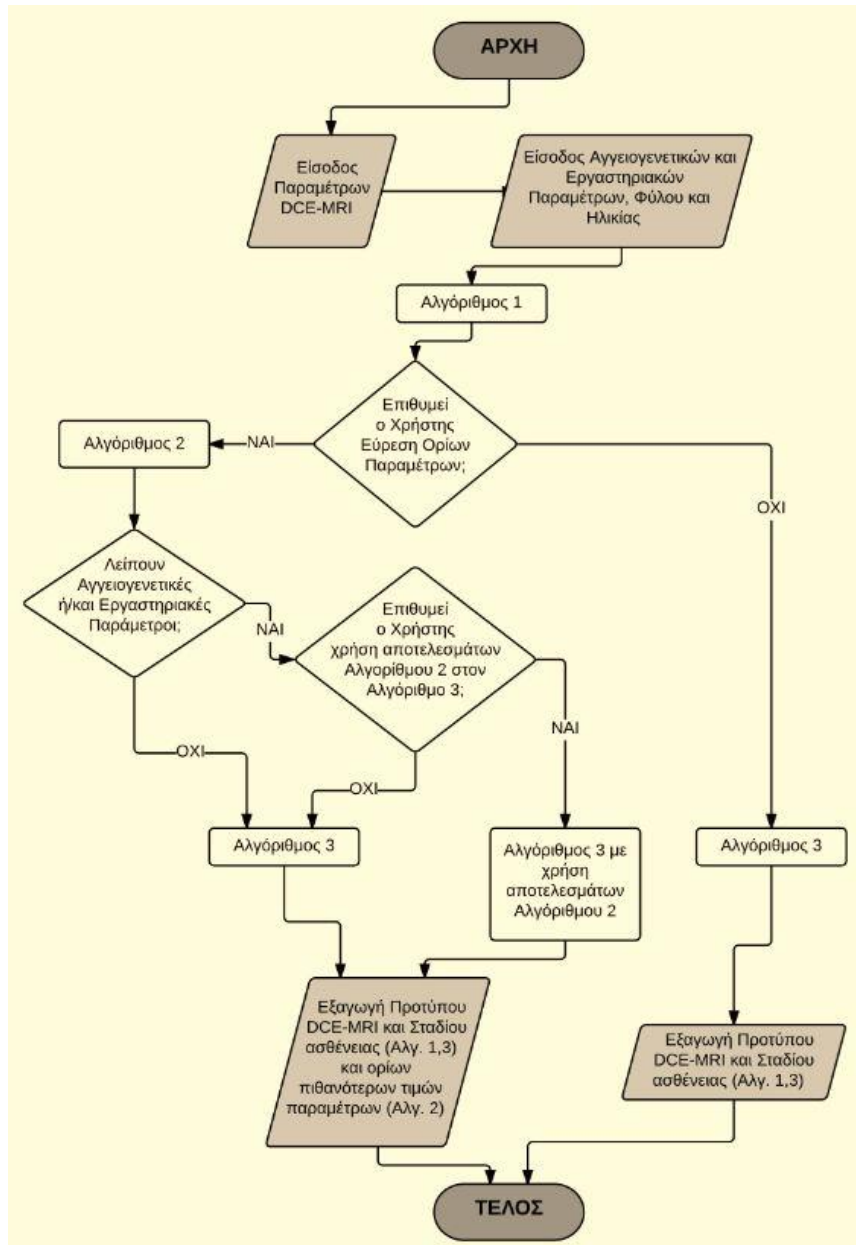 ΑΡΧΗ
Είσοδος
Παραμέτρων
DCE-MRI
Είσοδος Αγγειογενετικών και
Εργαστηριακών
Παραμέτρων, Φύλου και
Ηλικίας
Αλγόριθμος 1
Επιθυμεί
ο Χρήστης
Εύρεση Ορίων
Παραμέτρων;
ΝΑΙ
Αλγόριθμος 2
ΟΧΙ
Λείπουν
Αγγειογενετικές
ή/και Εργαστηριακές
Παράμετροι;
ΝΑΙ
Επιθυμεί
ο Χρήστης
χρήση αποτελεσμάτων
Αλγορίθμου 2 στον
Αλγόριθμο 3;
ΝΑΙ
ΟΧΙ
ΟΧΙ
Αλγόριθμος 3
Αλγόριθμος 3 με
χρήση
αποτελεσμάτων
Αλγόριθμου 2
Αλγόριθμος 3
Εξαγωγή Προτύπου
DCE-MRI και Σταδίου
ασθένειας (Αλγ. 1,3)
και ορίων
πιθανότερων τιμών
παραμέτρων (Αλγ. 2)
Εξαγωγή Προτύπου
DCE-MRI και Σταδίου
ασθένειας (Αλγ. 1,3)
ΤΕΛΟΣ